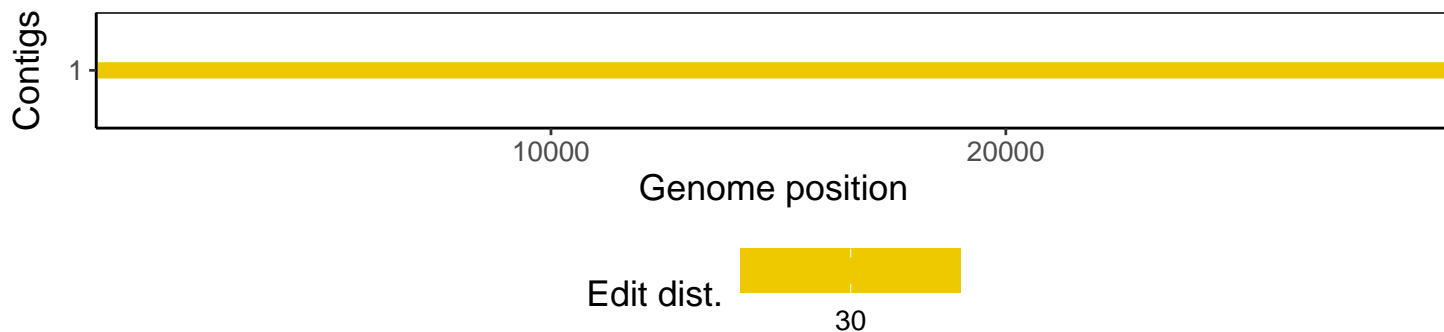 Contigs
1
10000
20000
Genome position
Edit dist.
30